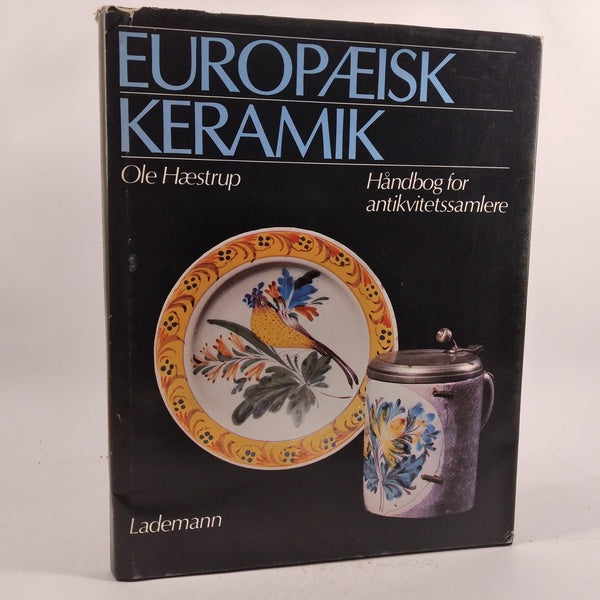 EUROPÆISK
KERAMIK
Ole Hæstrup
Håndbog for
antikvitetssamlere
Lademann